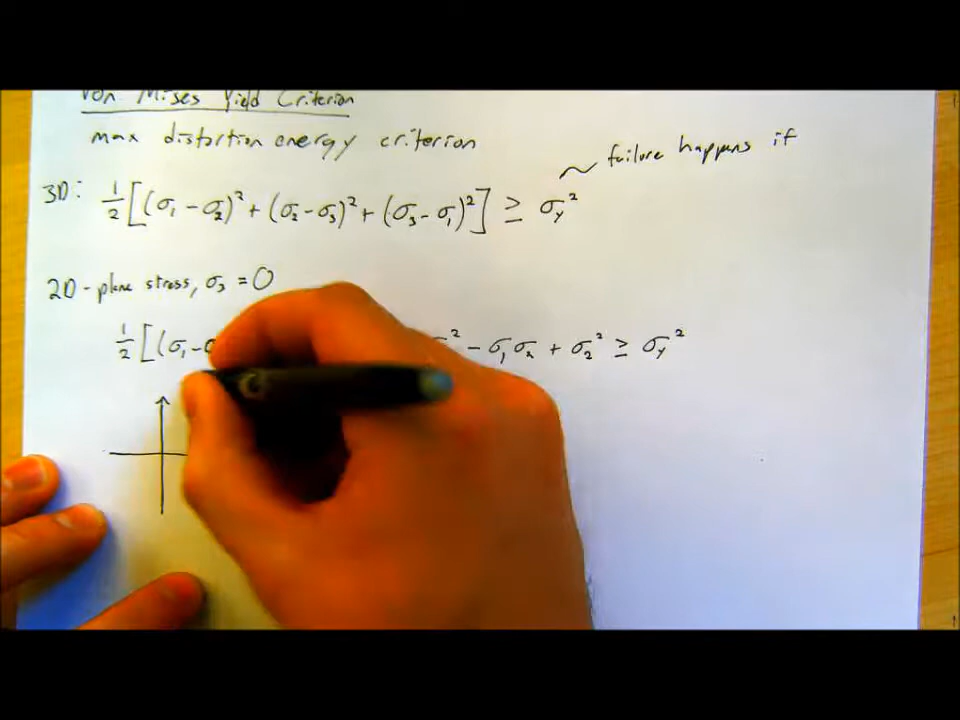 Von Mises Yield Criterion
max distortion energy criterion
~ failure happens if
3D: 1/2 [(σ₁ - σ₂)² + (σ₂ - σ₃)² + (σ₃ - σ₁)²] ≥ σy²
2D - plane stress, σ₃ = 0
1/2 [(σ₁ - σ ² - σ₁σ₂ + σ₂² ≥ σy²